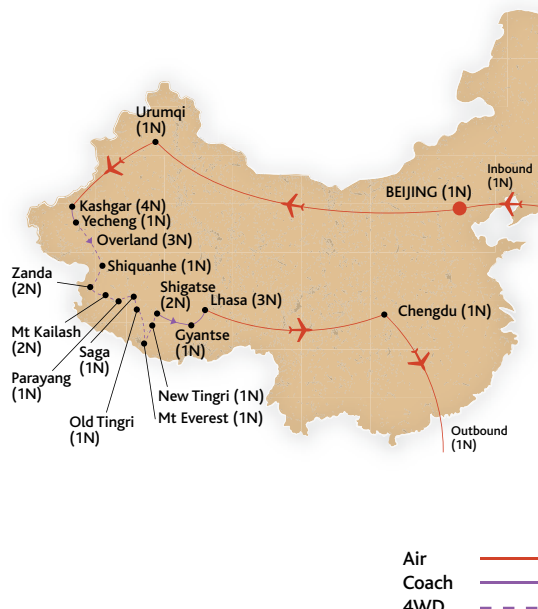 Urumqi
(1N)
Inbound
(1N)
BEIJING (1N)
Kashgar (4N)
Yecheng (1N)
Overland (3N)
Shiquanhe (1N)
Zanda
(2N)
Shigatse
(2N)
Lhasa (3N)
Chengdu (1N)
Mt Kailash
(2N)
Gyantse
(1N)
Saga
(1N)
Parayang
(1N)
New Tingri (1N)
Mt Everest (1N)
Old Tingri
(1N)
Outbound
(1N)
Air
Coach
4WD